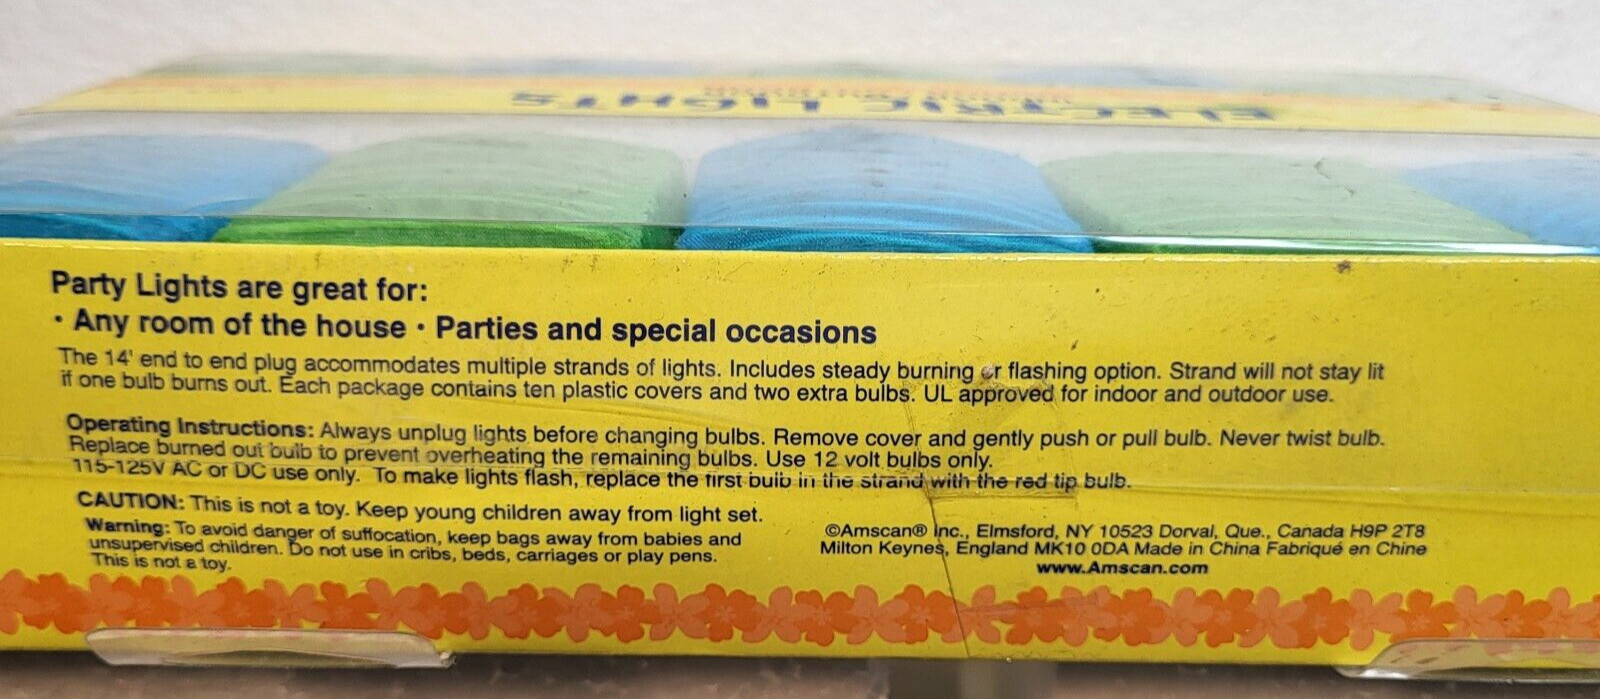 ELECTRIC LIGHTS
Party Lights are great for:
• Any room of the house • Parties and special occasions
The 14' end to end plug accommodates multiple strands of lights. Includes steady burning or flashing option. Strand will not stay lit
if one bulb burns out. Each package contains ten plastic covers and two extra bulbs. UL approved for indoor and outdoor use.
Operating Instructions: Always unplug lights before changing bulbs. Remove cover and gently push or pull bulb. Never twist bulb.
Replace burned out bulb to prevent overheating the remaining bulbs. Use 12 volt bulbs only.
115-125V AC or DC use only. To make lights flash, replace the first bulb in the strand with the red tip bulb.
CAUTION: This is not a toy. Keep young children away from light set.
Warning: To avoid danger of suffocation, keep bags away from babies and
unsupervised children. Do not use in cribs, beds, carriages or play pens.
This is not a toy.
©Amscan® Inc., Elmsford, NY 10523 Dorval, Que., Canada H9P 2T8
Milton Keynes, England MK10 0DA Made in China Fabriqué en Chine
www.Amscan.com